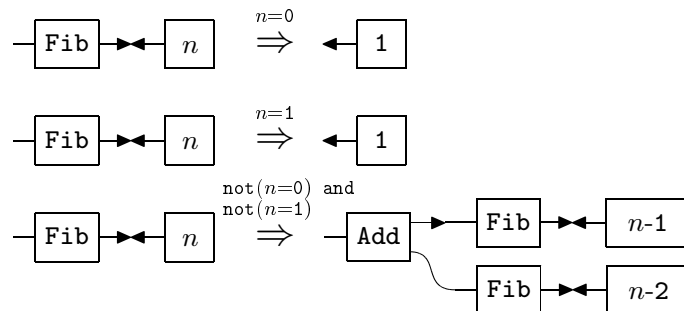 n=0
Fib n ⇒ 1
n=1
Fib n ⇒ 1
not(n=0) and
not(n=1)
Fib n ⇒ Add Fib n-1
Fib n-2